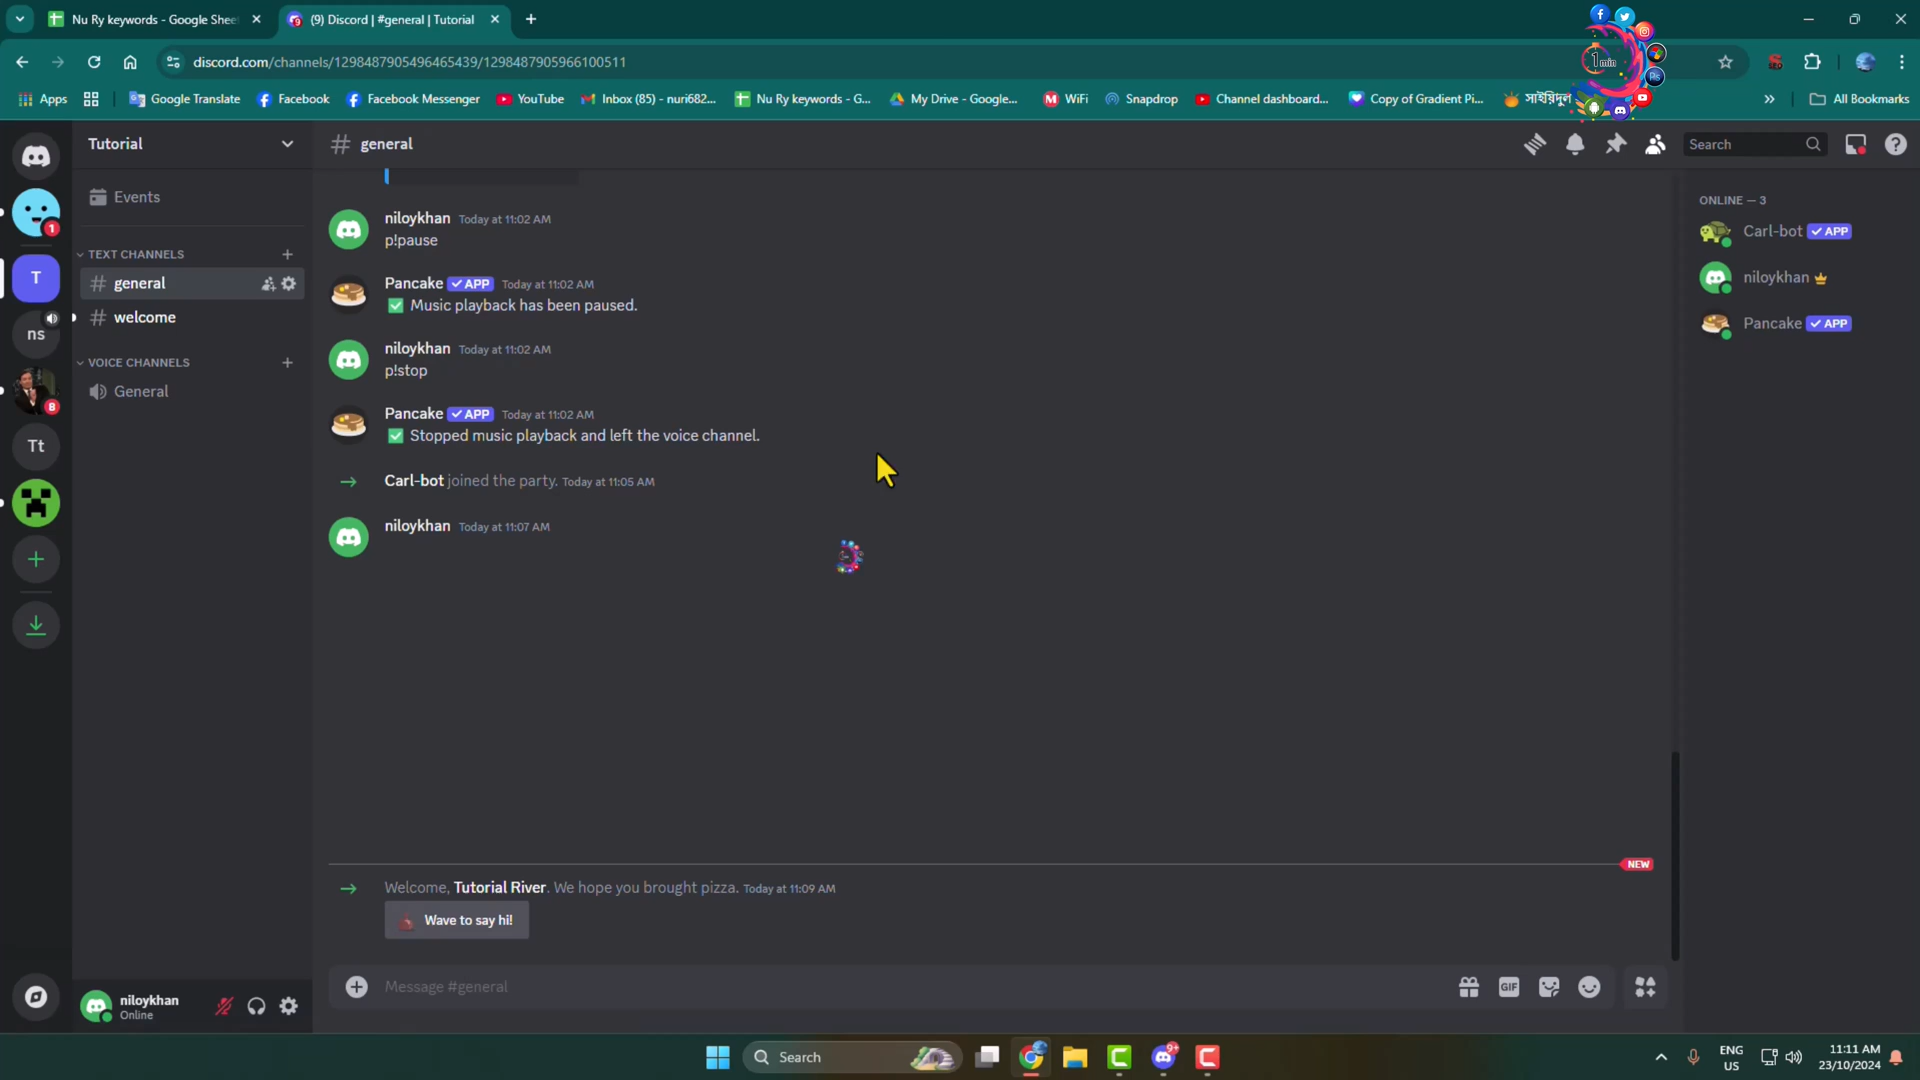 Nu Ry keywords - Google Shee
(9) Discord | #general | Tutorial
discord.com/channels/1298487905496465439/1298487905966100511
1min
Ps
Apps
Google Translate
Facebook
Facebook Messenger
YouTube
Inbox (85) - nuri682...
Nu Ry keywords - G...
My Drive - Google...
WiFi
Snapdrop
Channel dashboard...
Copy of Gradient Pi...
সাইয়িদুল
All Bookmarks
Tutorial
general
Search
Events
TEXT CHANNELS
general
welcome
VOICE CHANNELS
General
1
T
ns
8
Tt
niloykhan Today at 11:02 AM
p!pause
Pancake APP Today at 11:02 AM
Music playback has been paused.
niloykhan Today at 11:02 AM
p!stop
Pancake APP Today at 11:02 AM
Stopped music playback and left the voice channel.
Carl-bot joined the party. Today at 11:05 AM
niloykhan Today at 11:07 AM
NEW
Welcome, Tutorial River. We hope you brought pizza. Today at 11:09 AM
Wave to say hi!
Message #general
GIF
ONLINE — 3
Carl-bot APP
niloykhan
Pancake APP
niloykhan
Online
Search
9+
ENG
US
11:11 AM
23/10/2024